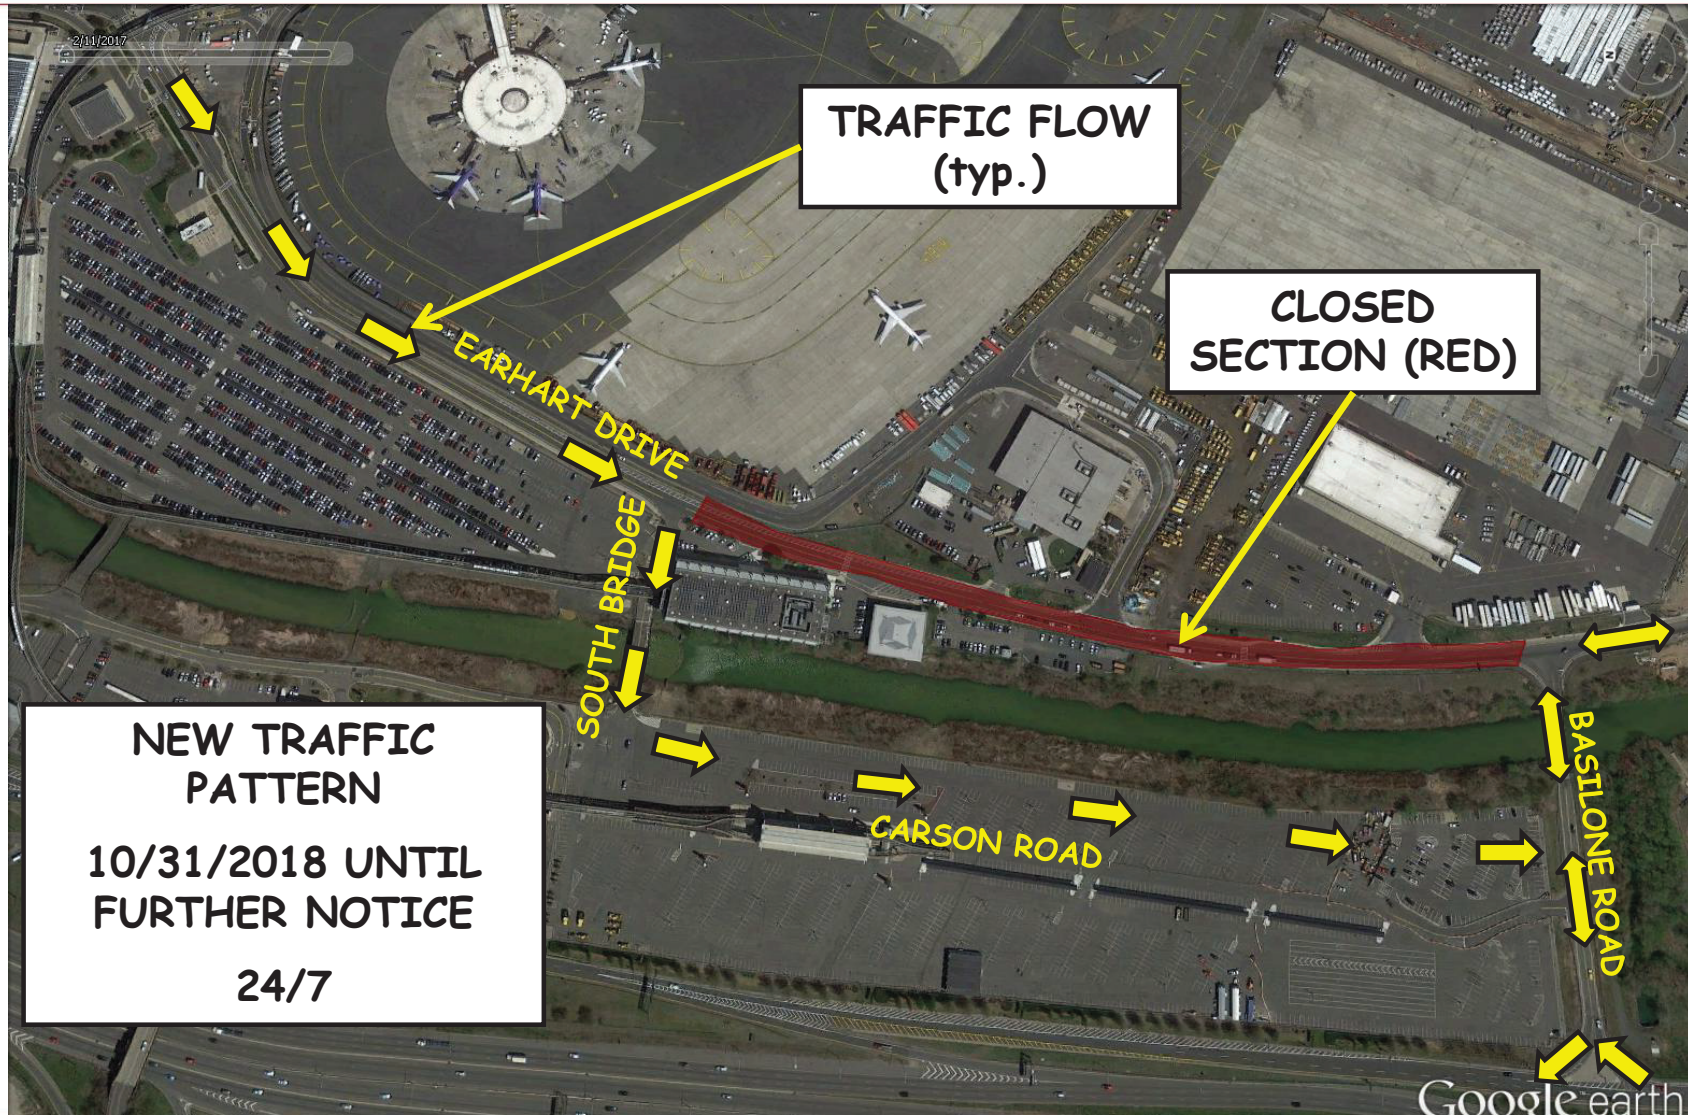 2/11/2017
N
TRAFFIC FLOW
(typ.)
CLOSED
SECTION (RED)
EARHART DRIVE
SOUTH BRIDGE
NEW TRAFFIC
PATTERN
10/31/2018 UNTIL
FURTHER NOTICE
24/7
CARSON ROAD
BASILONE ROAD
Google earth